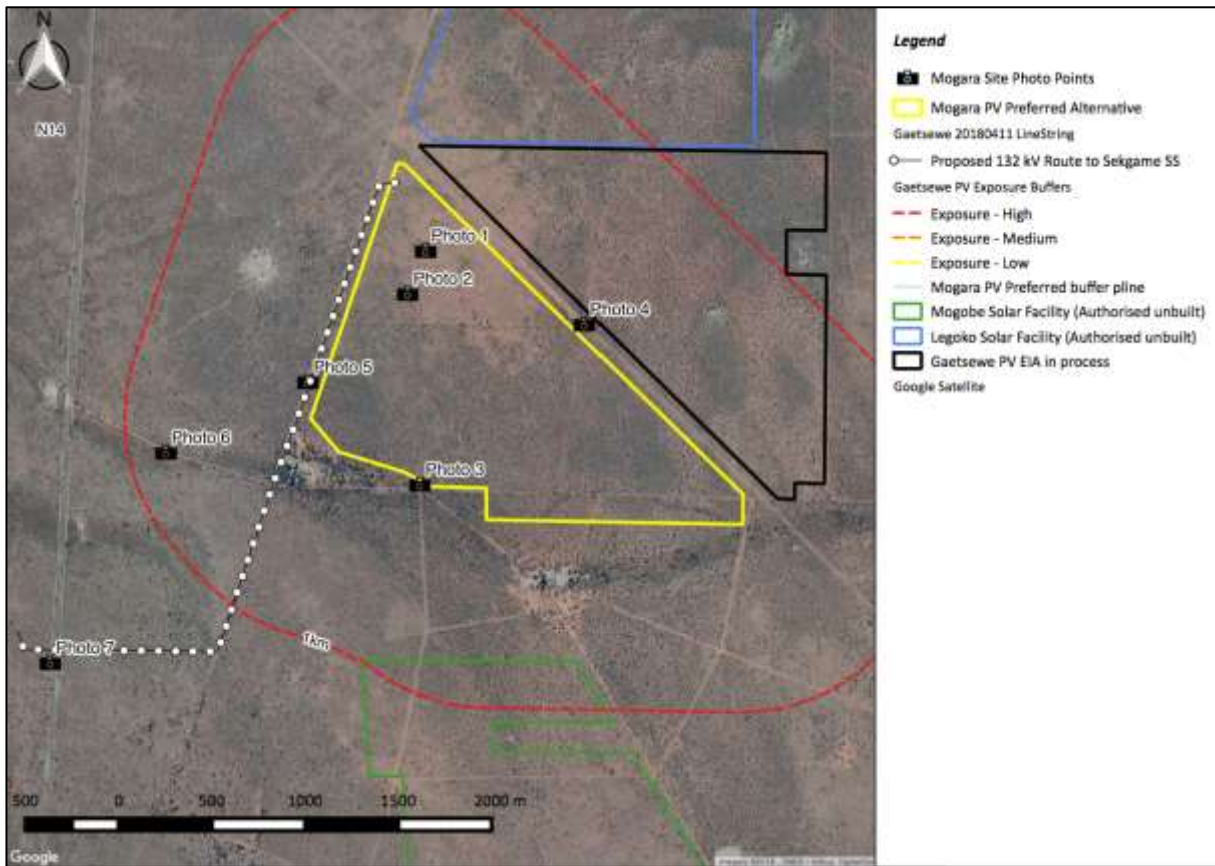 N
N14
Photo 1
Photo 2
Photo 4
Photo 5
Photo 6
Photo 3
1km
Photo 7
500 0 500 1000 1500 2000 m
Google
Legend
Mogara Site Photo Points
Mogara PV Preferred Alternative
Gaetsewe 20180411 LineString
Proposed 132 kV Route to Sekgame SS
Gaetsewe PV Exposure Buffers
Exposure - High
Exposure - Medium
Exposure - Low
Mogara PV Preferred buffer pline
Mogobe Solar Facility (Authorised unbuilt)
Legoko Solar Facility (Authorised unbuilt)
Gaetsewe PV EIA in process
Google Satellite